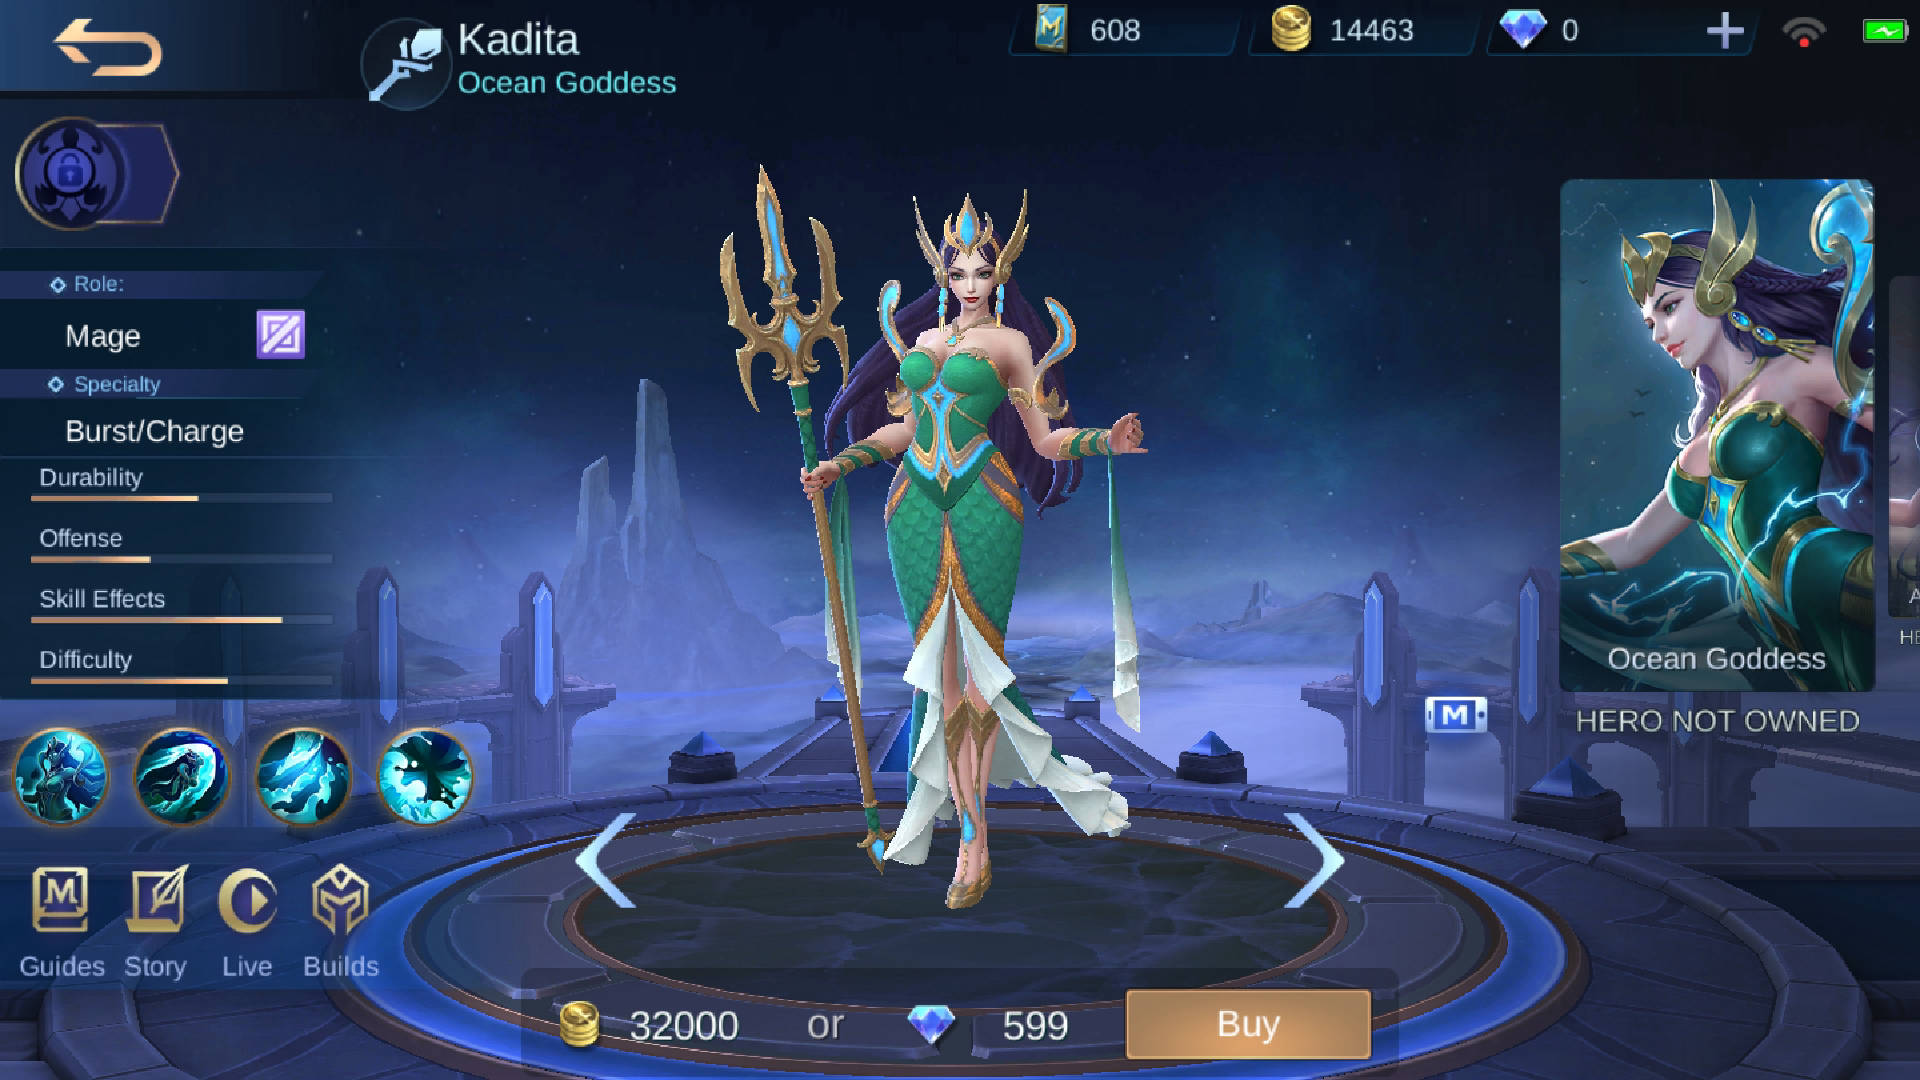 Kadita
Ocean Goddess
M
608
14463
0
Role:
Mage
Specialty
Burst/Charge
Durability
Offense
Skill Effects
Difficulty
Ocean Goddess
M
HERO NOT OWNED
M
Guides
Story
Live
Builds
32000
or
599
Buy